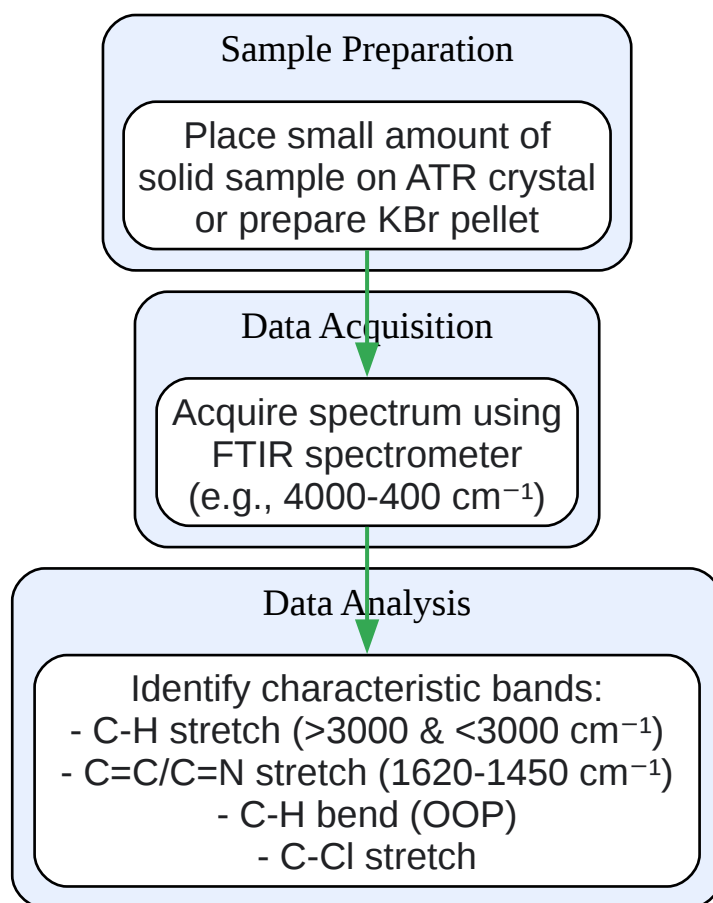 Sample Preparation
Place small amount of
solid sample on ATR crystal
or prepare KBr pellet
Data Acquisition
Acquire spectrum using
FTIR spectrometer
(e.g., 4000-400 cm⁻¹)
Data Analysis
Identify characteristic bands:
- C-H stretch (>3000 & <3000 cm⁻¹)
- C=C/C=N stretch (1620-1450 cm⁻¹)
- C-H bend (OOP)
- C-Cl stretch